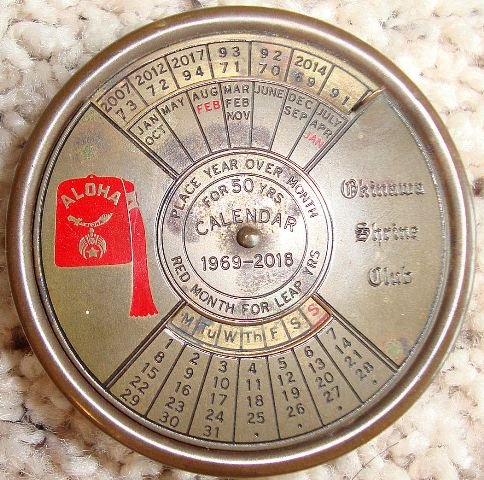 2007 2012 2017 93 92 2014
73 72 94 71 70 69 91
JAN OCT MAY AUG FEB MAR FEB NOV JUNE DEC SEP JULY APR JAN
PLACE YEAR OVER MONTH
FOR 50 YRS
CALENDAR
1969-2018
RED MONTH FOR LEAP YRS
ALOHA
Okinawa
Shrine
Club
M Tu W Th F S S
1 2 3 4 5 6 7
8 9 10 11 12 13 14
15 16 17 18 19 20 21
22 23 24 25 26 27 28
29 30 31